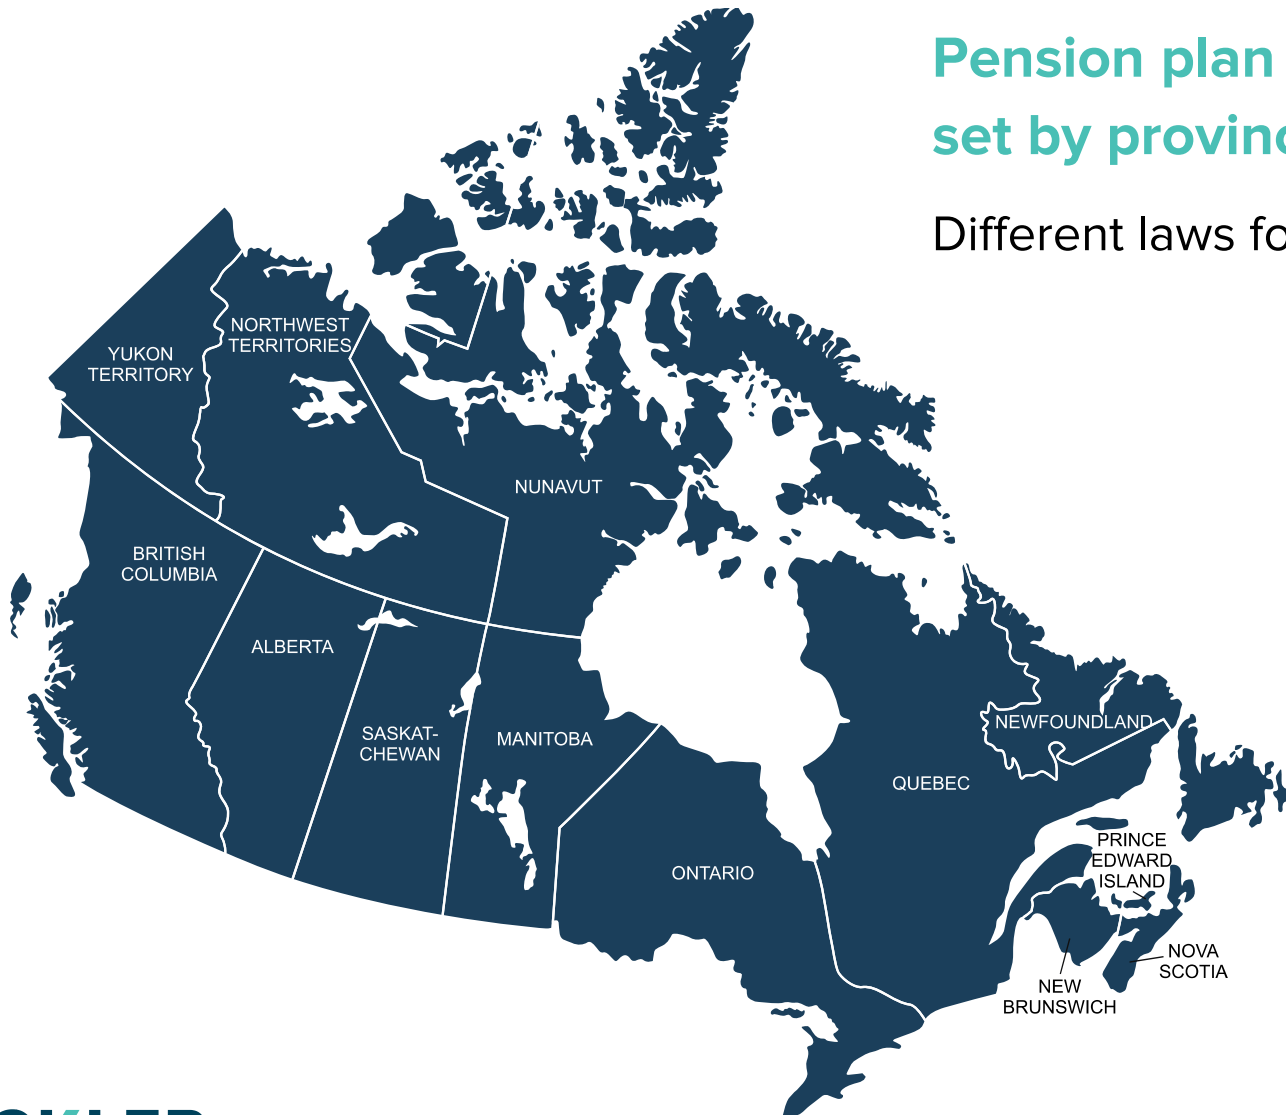 Pension plan
set by provinc
Different laws fo
NORTHWEST
TERRITORIES
YUKON
TERRITORY
NUNAVUT
BRITISH
COLUMBIA
ALBERTA
SASKAT-
CHEWAN
MANITOBA
NEWFOUNDLAND
QUEBEC
ONTARIO
PRINCE
EDWARD
ISLAND
NOVA
SCOTIA
NEW
BRUNSWICH